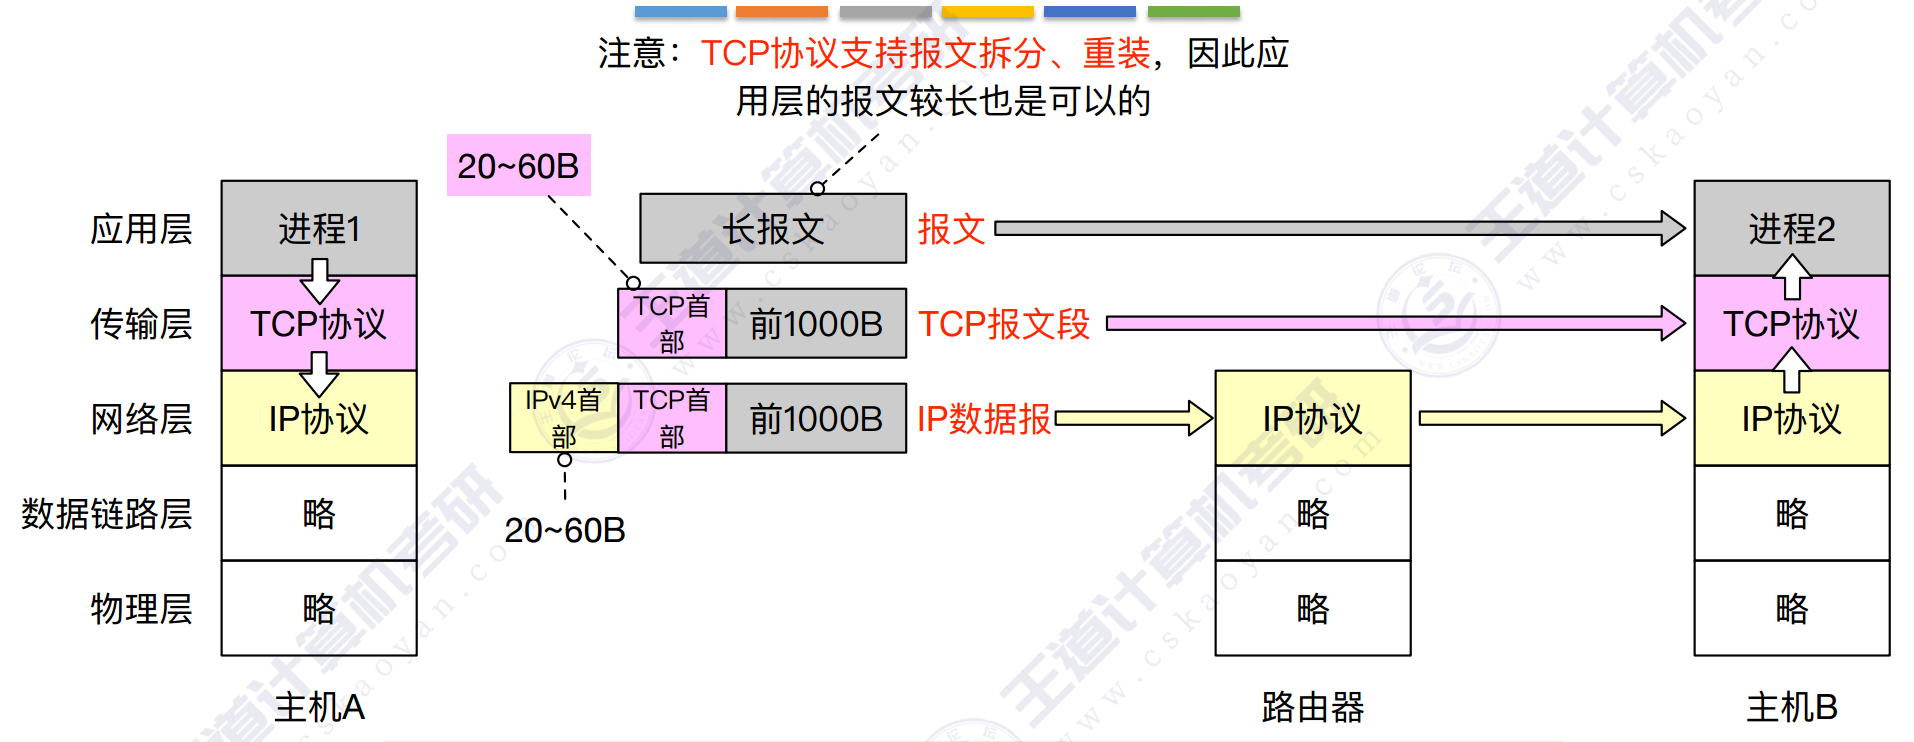 注意：TCP协议支持报文拆分、重装，因此应
用层的报文较长也是可以的
20~60B
应用层
进程1
长报文
报文
进程2
传输层
TCP协议
TCP首
部
前1000B
TCP报文段
TCP协议
网络层
IP协议
IPv4首
部
TCP首
部
前1000B
IP数据报
IP协议
IP协议
数据链路层
略
20~60B
略
略
物理层
略
略
略
主机A
路由器
主机B
王道计算机考研
www.cskaoyan.com